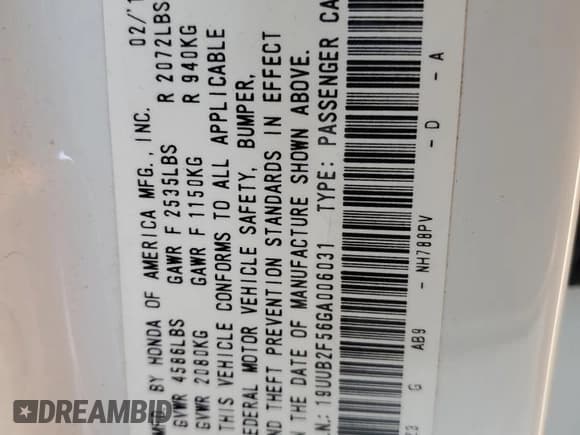 MFD BY HONDA OF AMERICA MFG., INC. 02/'1
GVWR 4586LBS GAWR F 2535LBS R 2072LBS
GVWR 2080KG GAWR F 1150KG R 940KG
THIS VEHICLE CONFORMS TO ALL APPLICABLE
FEDERAL MOTOR VEHICLE SAFETY, BUMPER,
AND THEFT PREVENTION STANDARDS IN EFFECT
ON THE DATE OF MANUFACTURE SHOWN ABOVE.
.N.: 19UUB2F56GA006031 TYPE: PASSENGER CA
23 G AB9 - NH788PV - D - A
DREAMBID